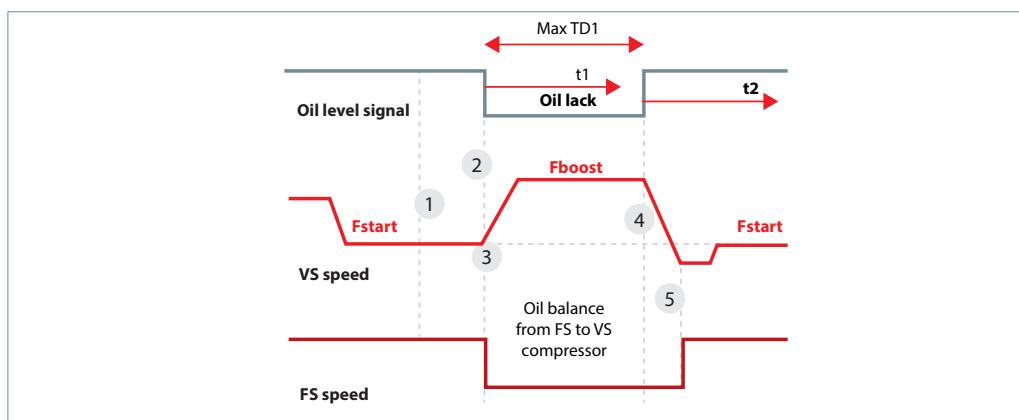 Max TD1
t1
t2
Oil lack
Oil level signal
2
Fboost
1
4
Fstart
Fstart
3
VS speed
5
Oil balance
from FS to VS
compressor
FS speed